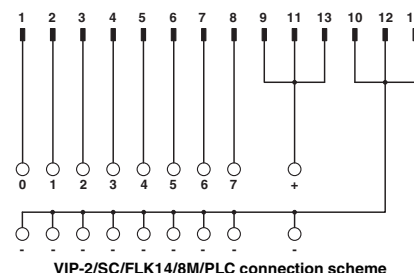 1 2 3 4 5 6 7 8 9 11 13 10 12
0 1 2 3 4 5 6 7 +
- - - - - - - - -
VIP-2/SC/FLK14/8M/PLC connection scheme